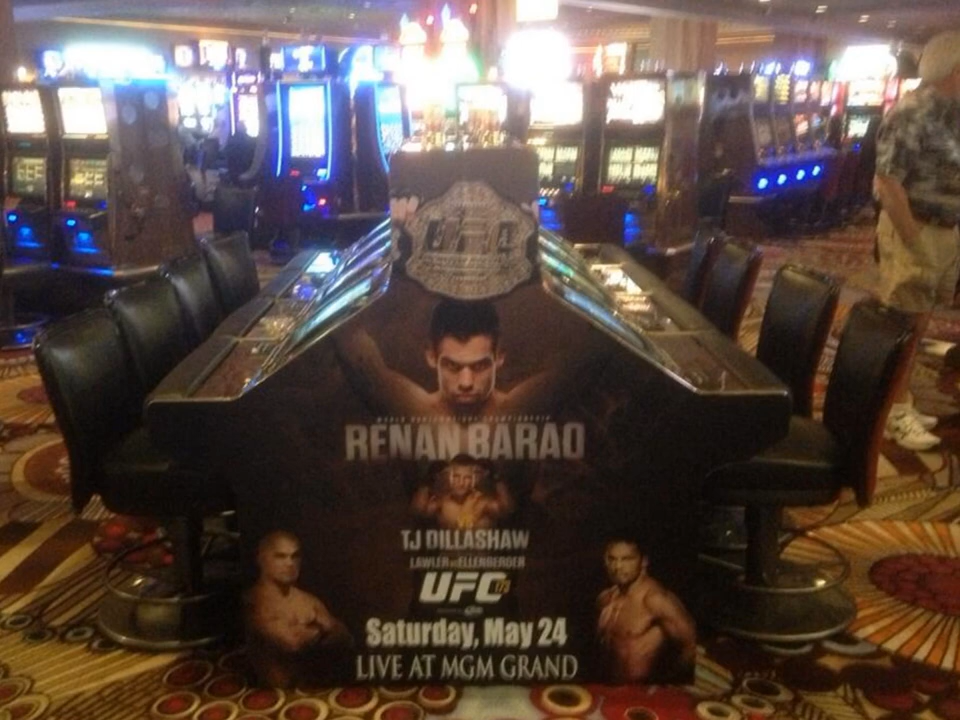 UFC
RENAN BARAO
TJ DILLASHAW
LAWLER vs ELLENBERGER
UFC
Saturday, May 24
LIVE AT MGM GRAND